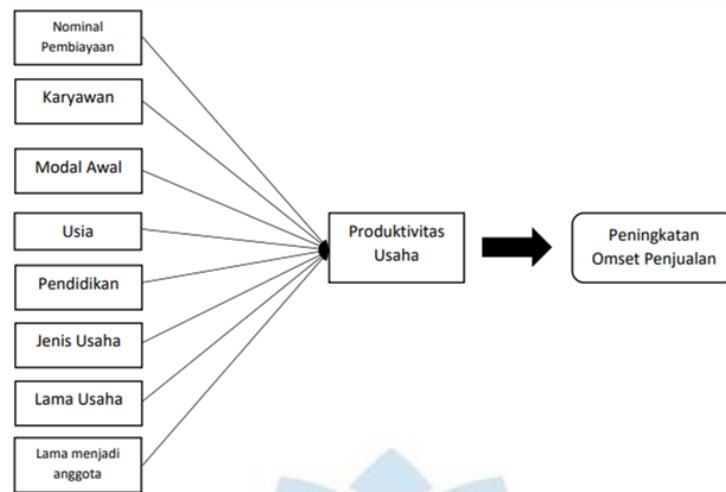 Nominal
Pembiayaan
Karyawan
Modal Awal
Usia
Pendidikan
Jenis Usaha
Lama Usaha
Lama menjadi
anggota
Produktivitas
Usaha
Peningkatan
Omset Penjualan